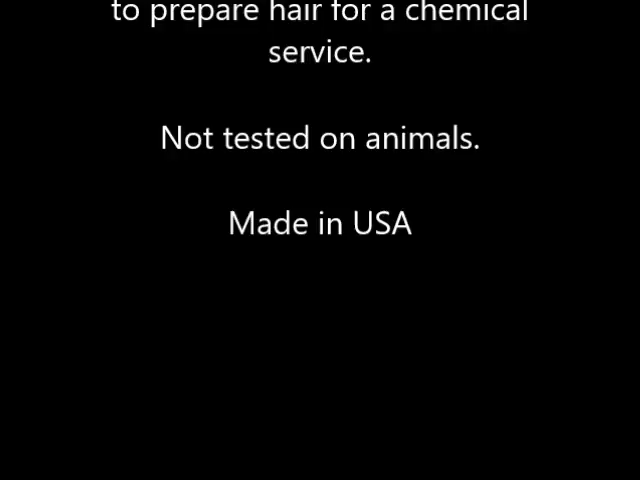 to prepare hair for a chemical
service.
Not tested on animals.
Made in USA